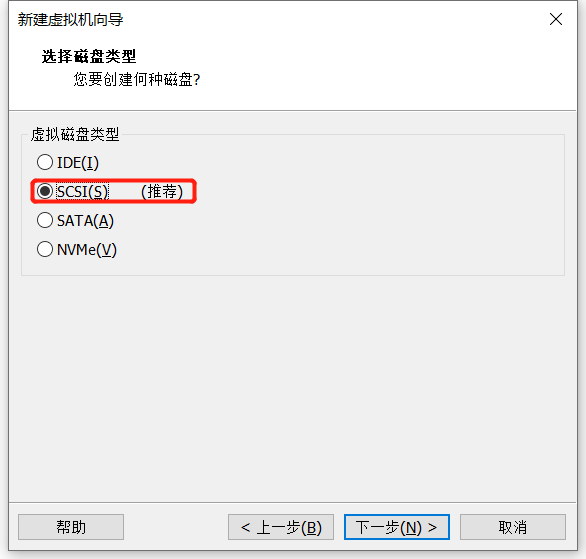 新建虚拟机向导
选择磁盘类型
您要创建何种磁盘?
虚拟磁盘类型
IDE(I)
SCSI(S) (推荐)
SATA(A)
NVMe(V)
帮助 < 上一步(B) 下一步(N) > 取消